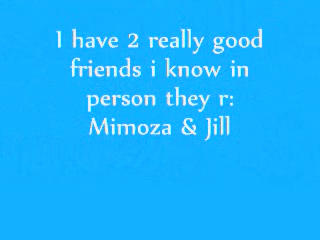 I have 2 really good
friends i know in
person they r:
Mimoza & Jill